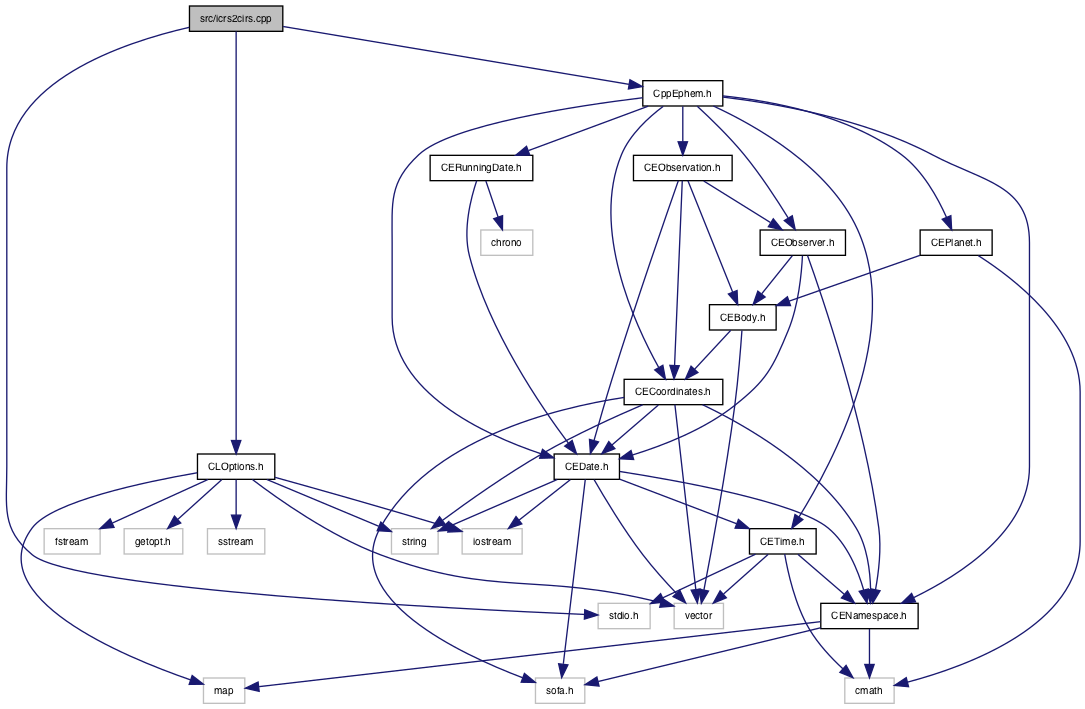 src/icrs2cirs.cpp
CppEphem.h
CERunningDate.h
CEObservation.h
chrono
CEObserver.h
CEPlanet.h
CEBody.h
CECoordinates.h
CLOptions.h
CEDate.h
fstream
getopt.h
sstream
string
iostream
CETime.h
stdio.h
vector
CENamespace.h
map
sofa.h
cmath